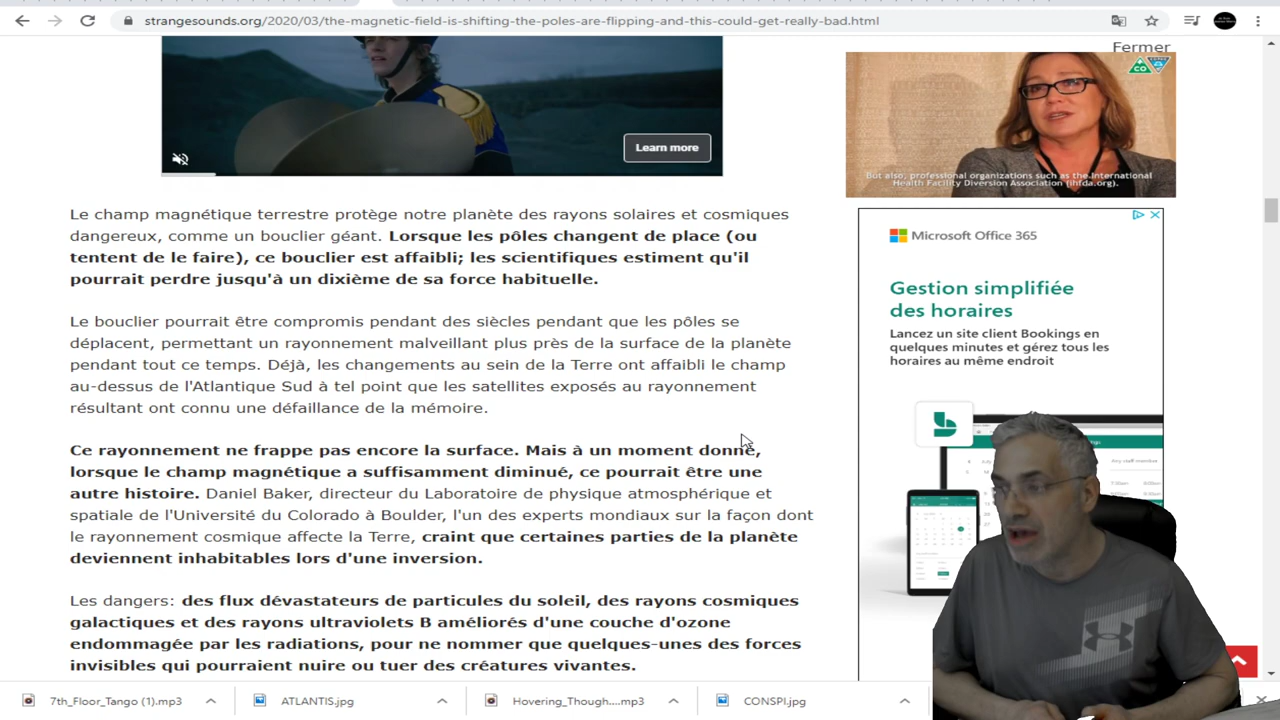 strangesounds.org/2020/03/the-magnetic-field-is-shifting-the-poles-are-flipping-and-this-could-get-really-bad.html
Fermer
Learn more
But also, professional organizations such as the International
Health Facility Diversion Association (ihfda.org).
Le champ magnétique terrestre protège notre planète des rayons solaires et cosmiques
dangereux, comme un bouclier géant. Lorsque les pôles changent de place (ou
tentent de le faire), ce bouclier est affaibli; les scientifiques estiment qu'il
pourrait perdre jusqu'à un dixième de sa force habituelle.
Le bouclier pourrait être compromis pendant des siècles pendant que les pôles se
déplacent, permettant un rayonnement malveillant plus près de la surface de la planète
pendant tout ce temps. Déjà, les changements au sein de la Terre ont affaibli le champ
au-dessus de l'Atlantique Sud à tel point que les satellites exposés au rayonnement
résultant ont connu une défaillance de la mémoire.
Ce rayonnement ne frappe pas encore la surface. Mais à un moment donné,
lorsque le champ magnétique a suffisamment diminué, ce pourrait être une
autre histoire. Daniel Baker, directeur du Laboratoire de physique atmosphérique et
spatiale de l'Université du Colorado à Boulder, l'un des experts mondiaux sur la façon dont
le rayonnement cosmique affecte la Terre, craint que certaines parties de la planète
deviennent inhabitables lors d'une inversion.
Les dangers: des flux dévastateurs de particules du soleil, des rayons cosmiques
galactiques et des rayons ultraviolets B améliorés d'une couche d'ozone
endommagée par les radiations, pour ne nommer que quelques-unes des forces
invisibles qui pourraient nuire ou tuer des créatures vivantes.
Microsoft Office 365
Gestion simplifiée
des horaires
Lancez un site client Bookings en
quelques minutes et gérez tous les
horaires au même endroit
7th_Floor_Tango (1).mp3
ATLANTIS.jpg
Hovering_Though....mp3
CONSPI.jpg